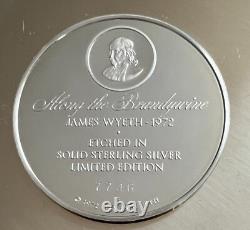 Along the Brandywine
JAMES WYETH-1972
•
ETCHED IN
SOLID STERLING SILVER
LIMITED EDITION